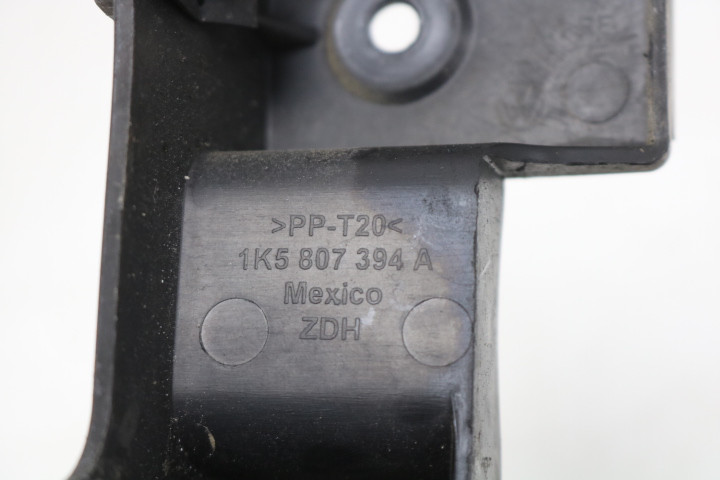 >PP-T20<
1K5 807 394 A
Mexico
ZDH